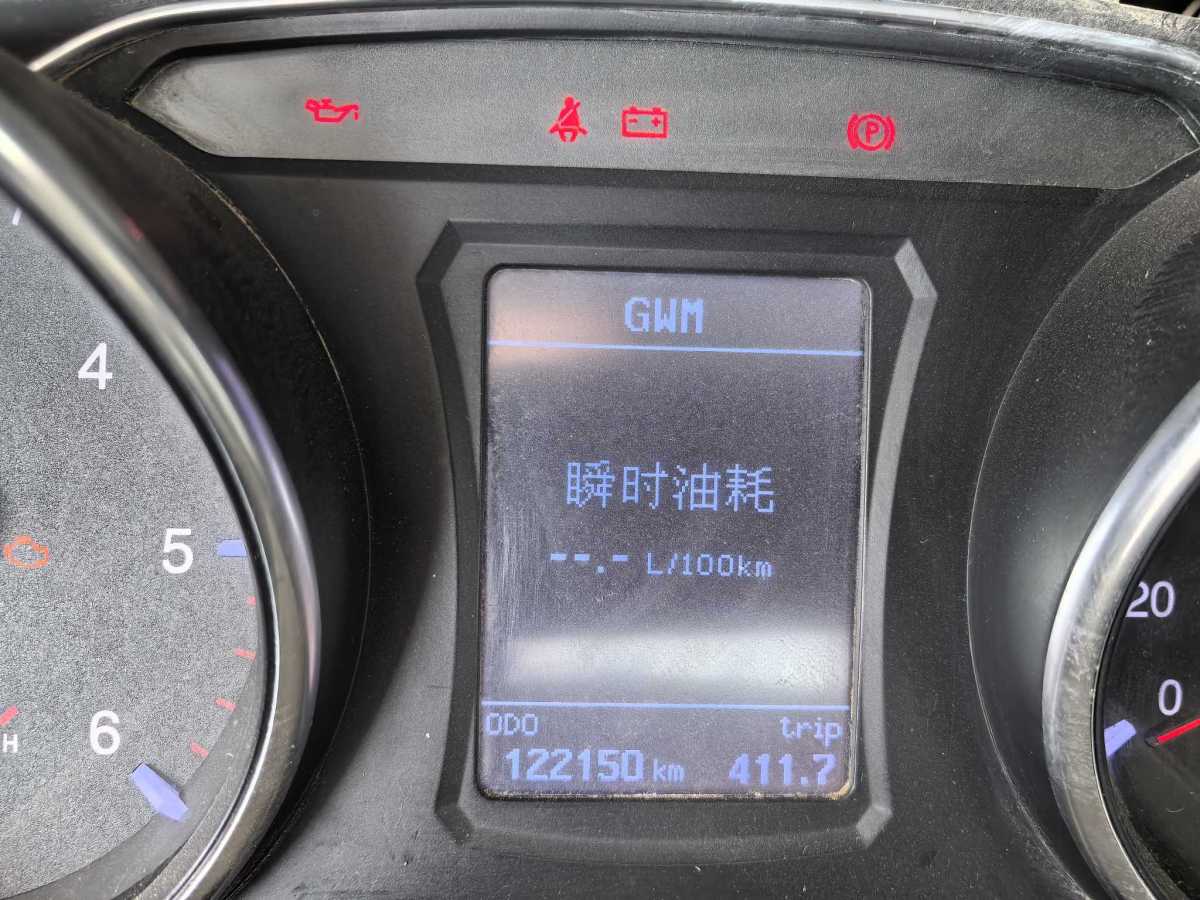 P
GWM
4
瞬时油耗
5
--.- L/100km
20
0
6
H
ODO trip
122150 km 411.7